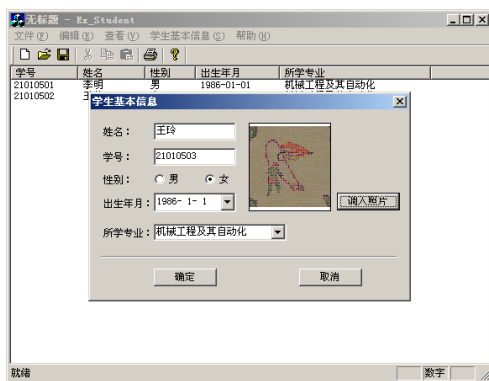 无标题 - Ex_Student
文件(F) 编辑(E) 查看(V) 学生基本信息(S) 帮助(H)
学号 姓名 性别 出生年月 所学专业
21010501 李明 男 1986-01-01 机械工程及其自动化
21010502
学生基本信息
姓名： 王玲
学号： 21010503
性别： 男 女
出生年月： 1986- 1- 1
调入照片
所学专业： 机械工程及其自动化
确定 取消
就绪 数字